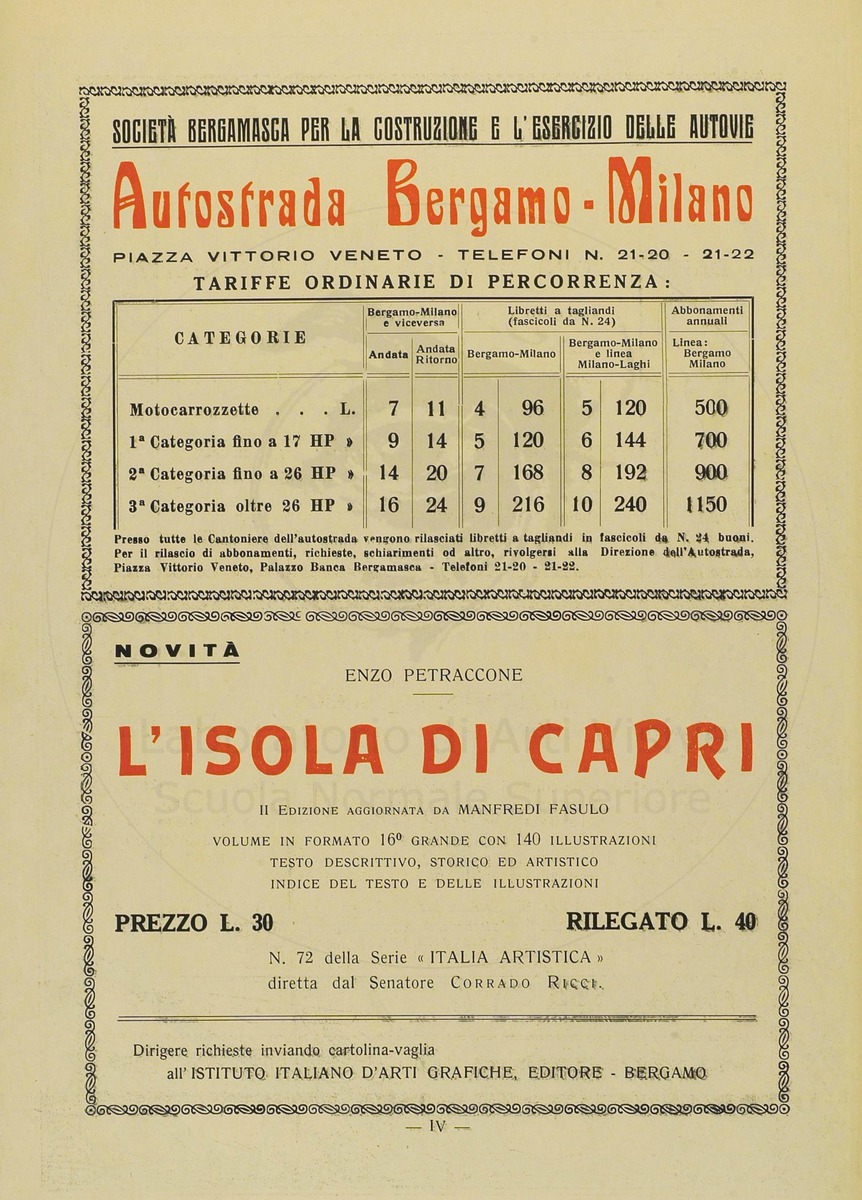 SOCIETÀ BERGAMASCA PER LA COSTRUZIONE E L'ESERCIZIO DELLE AUTOVIE
Autostrada Bergamo - Milano
PIAZZA VITTORIO VENETO - TELEFONI N. 21-20 - 21-22
TARIFFE ORDINARIE DI PERCORRENZA:
CATEGORIE
Bergamo-Milano
e viceversa
Libretti a tagliandi
(fascicoli da N. 24)
Abbonamenti
annuali
Andata
Andata
Ritorno
Bergamo-Milano
Bergamo-Milano
e linea
Milano-Laghi
Linea:
Bergamo
Milano
Motocarrozzette . . . L. 7 11 4 96 5 120 500
1ª Categoria fino a 17 HP » 9 14 5 120 6 144 700
2ª Categoria fino a 26 HP » 14 20 7 168 8 192 900
3ª Categoria oltre 26 HP » 16 24 9 216 10 240 1150
Presso tutte le Cantoniere dell'autostrada vengono rilasciati libretti a tagliandi in fascicoli da N. 24 buoni.
Per il rilascio di abbonamenti, richieste, schiarimenti od altro, rivolgersi alla Direzione dell'Autostrada,
Piazza Vittorio Veneto, Palazzo Banca Bergamasca - Telefoni 21-20 - 21-22.
NOVITÀ
ENZO PETRACCONE
L'ISOLA DI CAPRI
II EDIZIONE AGGIORNATA DA MANFREDI FASULO
VOLUME IN FORMATO 16º GRANDE CON 140 ILLUSTRAZIONI
TESTO DESCRITTIVO, STORICO ED ARTISTICO
INDICE DEL TESTO E DELLE ILLUSTRAZIONI
PREZZO L. 30 RILEGATO L. 40
N. 72 della Serie « ITALIA ARTISTICA »
diretta dal Senatore CORRADO RICCI.
Dirigere richieste inviando cartolina-vaglia
all'ISTITUTO ITALIANO D'ARTI GRAFICHE, EDITORE - BERGAMO
— IV —
Scuola Normale Superiore